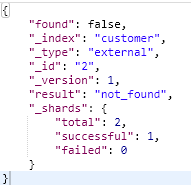 {
    "found": false,
    "_index": "customer",
    "_type": "external",
    "_id": "2",
    "_version": 1,
    "result": "not_found",
    "_shards": {
        "total": 2,
        "successful": 1,
        "failed": 0
    }
}